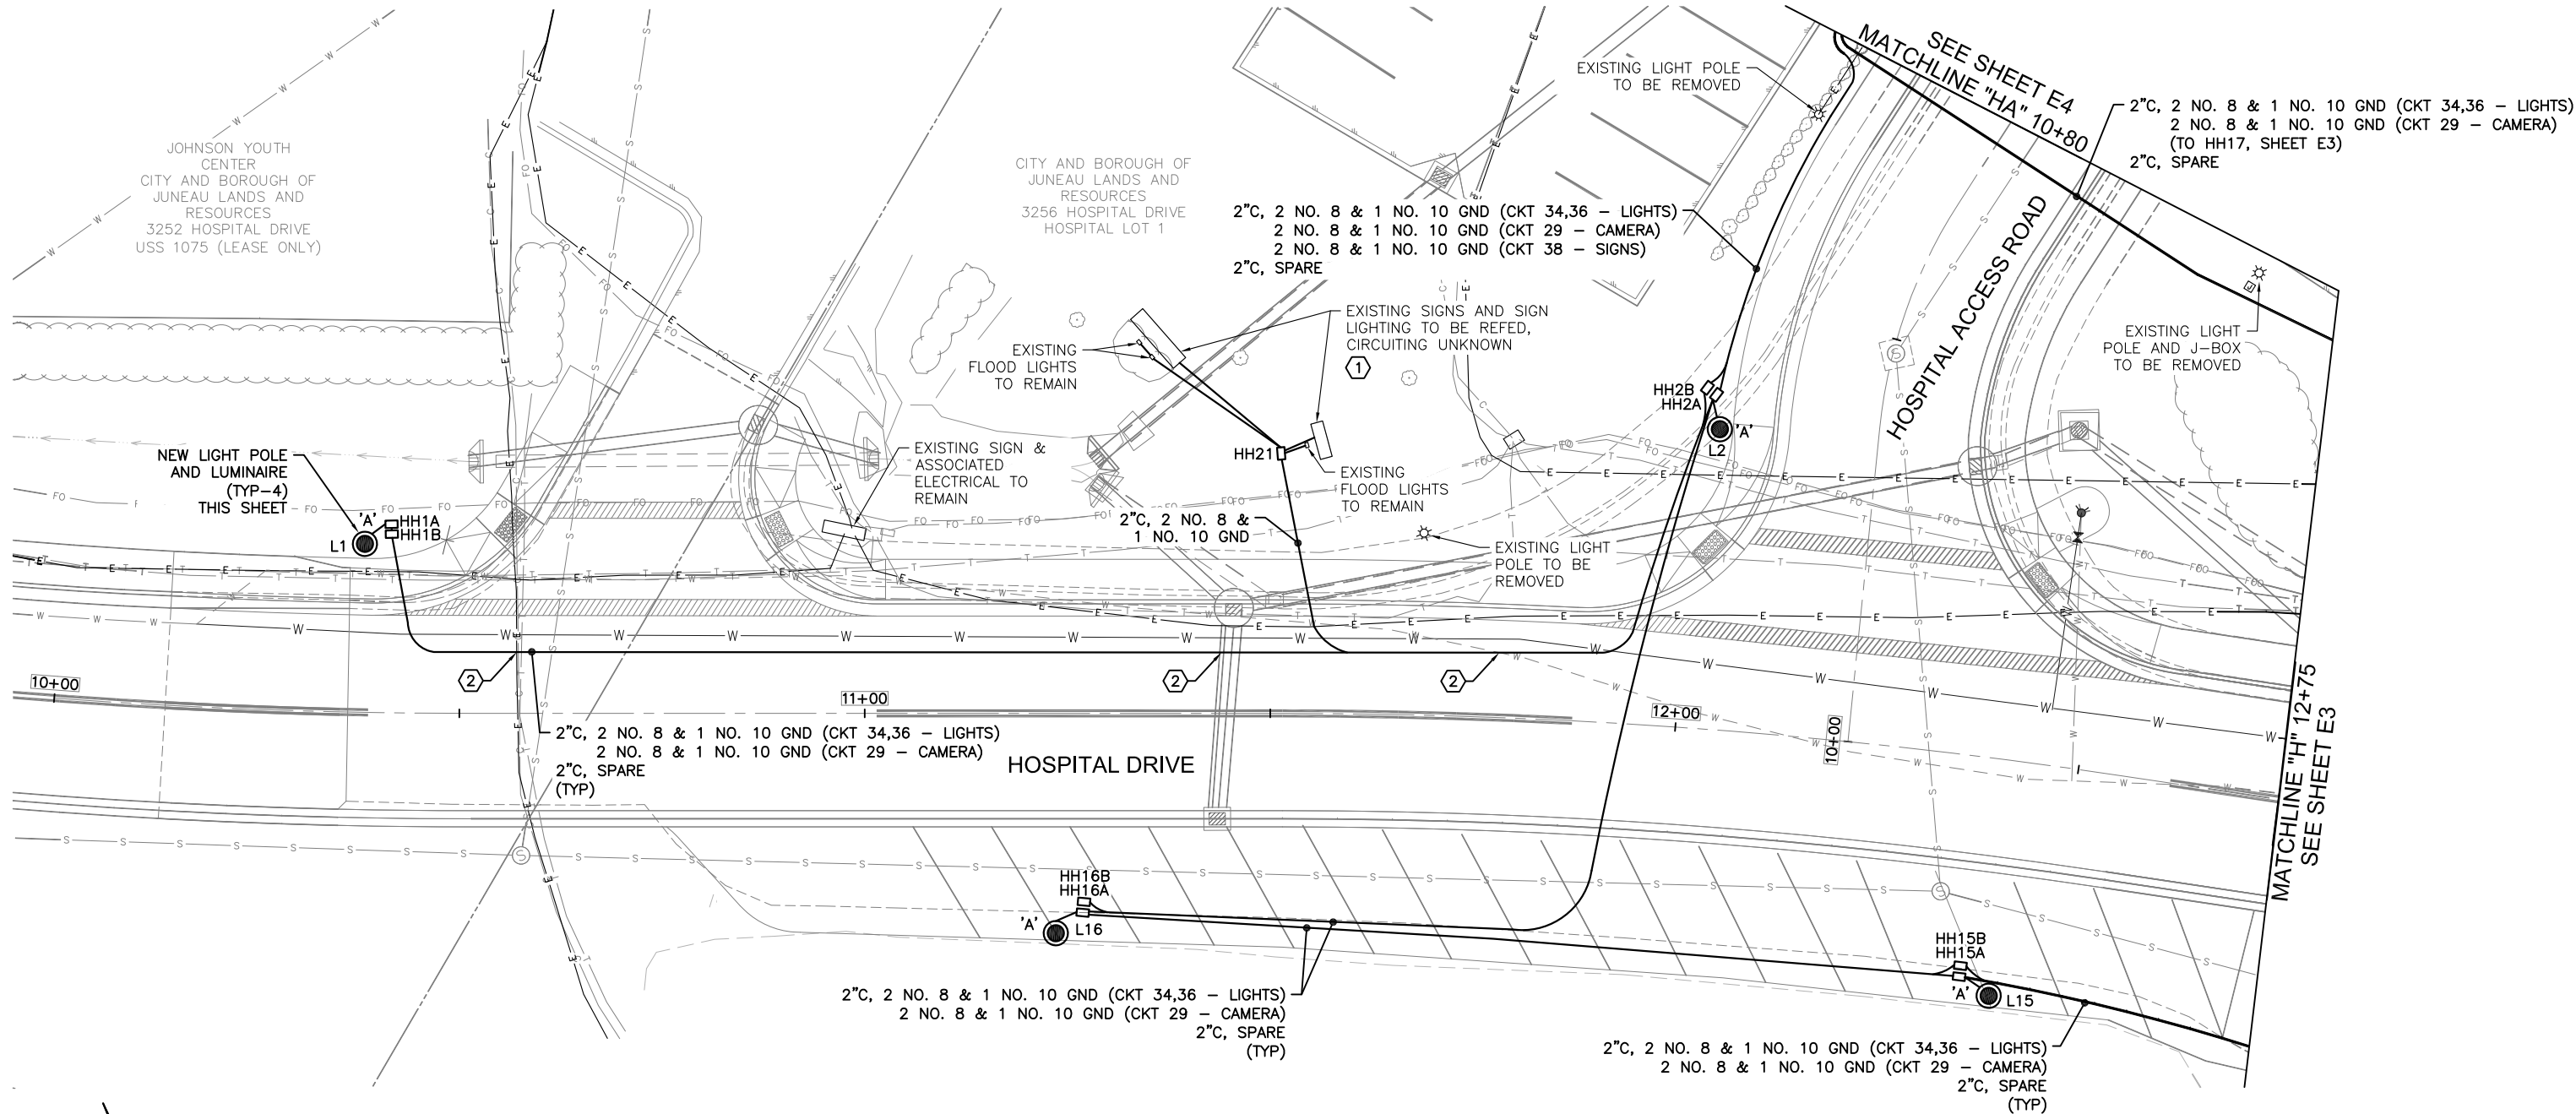 JOHNSON YOUTH
CENTER
CITY AND BOROUGH OF
JUNEAU LANDS AND
RESOURCES
3252 HOSPITAL DRIVE
USS 1075 (LEASE ONLY)
CITY AND BOROUGH OF
JUNEAU LANDS AND
RESOURCES
3256 HOSPITAL DRIVE
HOSPITAL LOT 1
EXISTING LIGHT POLE
TO BE REMOVED
SEE SHEET E4
MATCHLINE "HA" 10+80
2"C, 2 NO. 8 & 1 NO. 10 GND (CKT 34,36 – LIGHTS)
2 NO. 8 & 1 NO. 10 GND (CKT 29 – CAMERA)
(TO HH17, SHEET E3)
2"C, SPARE
2"C, 2 NO. 8 & 1 NO. 10 GND (CKT 34,36 – LIGHTS)
2 NO. 8 & 1 NO. 10 GND (CKT 29 – CAMERA)
2 NO. 8 & 1 NO. 10 GND (CKT 38 – SIGNS)
2"C, SPARE
HOSPITAL ACCESS ROAD
EXISTING SIGNS AND SIGN
LIGHTING TO BE REFED,
CIRCUITING UNKNOWN
1
EXISTING
FLOOD LIGHTS
TO REMAIN
EXISTING LIGHT
POLE AND J–BOX
TO BE REMOVED
J
HH2B
HH2A
'A'
L2
NEW LIGHT POLE
AND LUMINAIRE
(TYP–4)
THIS SHEET
EXISTING SIGN &
ASSOCIATED
ELECTRICAL TO
REMAIN
HH21
EXISTING
FLOOD LIGHTS
TO REMAIN
'A'
HH1A
HH1B
L1
2"C, 2 NO. 8 &
1 NO. 10 GND
EXISTING LIGHT
POLE TO BE
REMOVED
2
2
2
10+00
11+00
12+00
10+00
2"C, 2 NO. 8 & 1 NO. 10 GND (CKT 34,36 – LIGHTS)
2 NO. 8 & 1 NO. 10 GND (CKT 29 – CAMERA)
2"C, SPARE
(TYP)
HOSPITAL DRIVE
MATCHLINE "H" 12+75
SEE SHEET E3
HH16B
HH16A
'A'
L16
HH15B
HH15A
'A'
L15
2"C, 2 NO. 8 & 1 NO. 10 GND (CKT 34,36 – LIGHTS)
2 NO. 8 & 1 NO. 10 GND (CKT 29 – CAMERA)
2"C, SPARE
(TYP)
2"C, 2 NO. 8 & 1 NO. 10 GND (CKT 34,36 – LIGHTS)
2 NO. 8 & 1 NO. 10 GND (CKT 29 – CAMERA)
2"C, SPARE
(TYP)